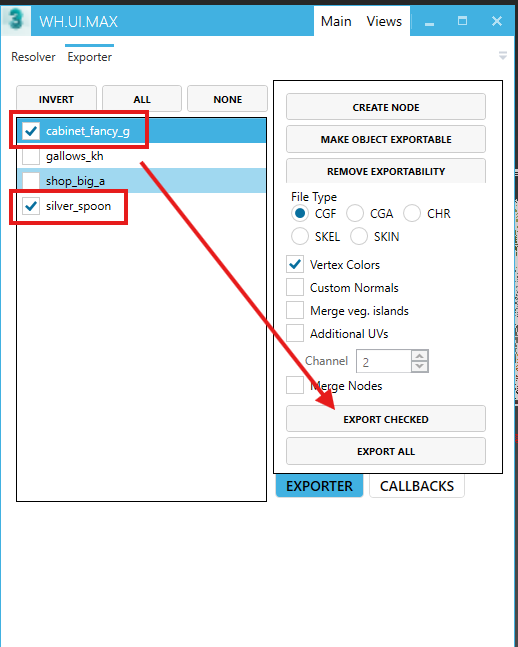 3 WH.UI.MAX Main Views
Resolver Exporter
INVERT ALL NONE
cabinet_fancy_g
gallows_kh
shop_big_a
silver_spoon
CREATE NODE
MAKE OBJECT EXPORTABLE
REMOVE EXPORTABILITY
File Type
CGF CGA CHR
SKEL SKIN
Vertex Colors
Custom Normals
Merge veg. islands
Additional UVs
Channel 2
Merge Nodes
EXPORT CHECKED
EXPORT ALL
EXPORTER CALLBACKS